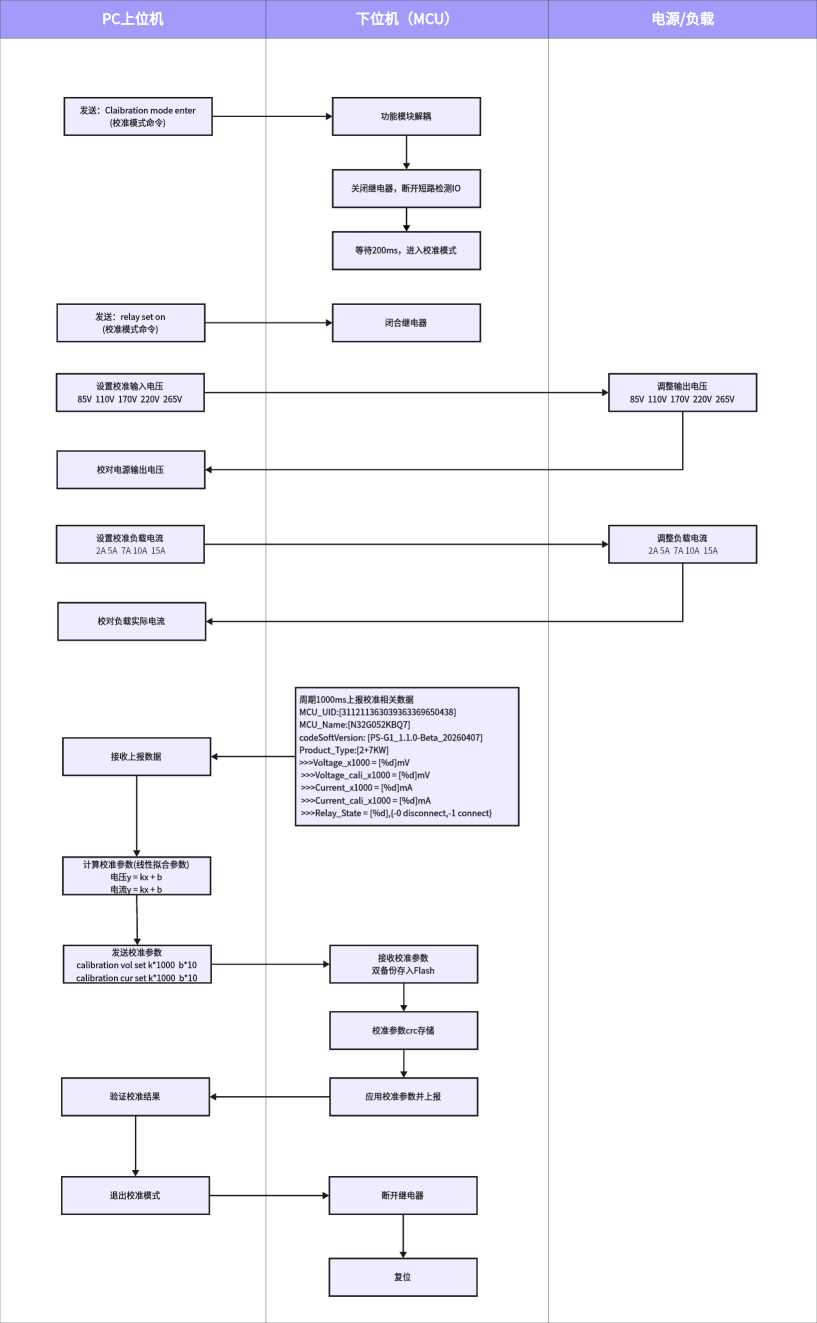 PC上位机
下位机（MCU）
电源/负载
发送：Claibration mode enter
(校准模式命令)
功能模块解耦
关闭继电器，断开短路检测IO
等待200ms，进入校准模式
发送：relay set on
(校准模式命令)
闭合继电器
设置校准输入电压
85V 110V 170V 220V 265V
调整输出电压
85V 110V 170V 220V 265V
校对电源输出电压
设置校准负载电流
2A 5A 7A 10A 15A
调整负载电流
2A 5A 7A 10A 15A
校对负载实际电流
周期1000ms上报校准相关数据
MCU_UID:[311211363039363369650438]
MCU_Name:[N32G052KBQ7]
codeSoftVersion: [PS-G1_1.1.0-Beta_20260407]
Product_Type:[2+7KW]
>>>Voltage_x1000 = [%d]mV
>>>Voltage_cali_x1000 = [%d]mV
>>>Current_x1000 = [%d]mA
>>>Current_cali_x1000 = [%d]mA
>>>Relay_State = [%d],{-0 disconnect,-1 connect}
接收上报数据
计算校准参数(线性拟合参数)
电压y = kx + b
电流y = kx + b
发送校准参数
calibration vol set k*1000 b*10
calibration cur set k*1000 b*10
接收校准参数
双备份存入Flash
校准参数crc存储
应用校准参数并上报
验证校准结果
退出校准模式
断开继电器
复位